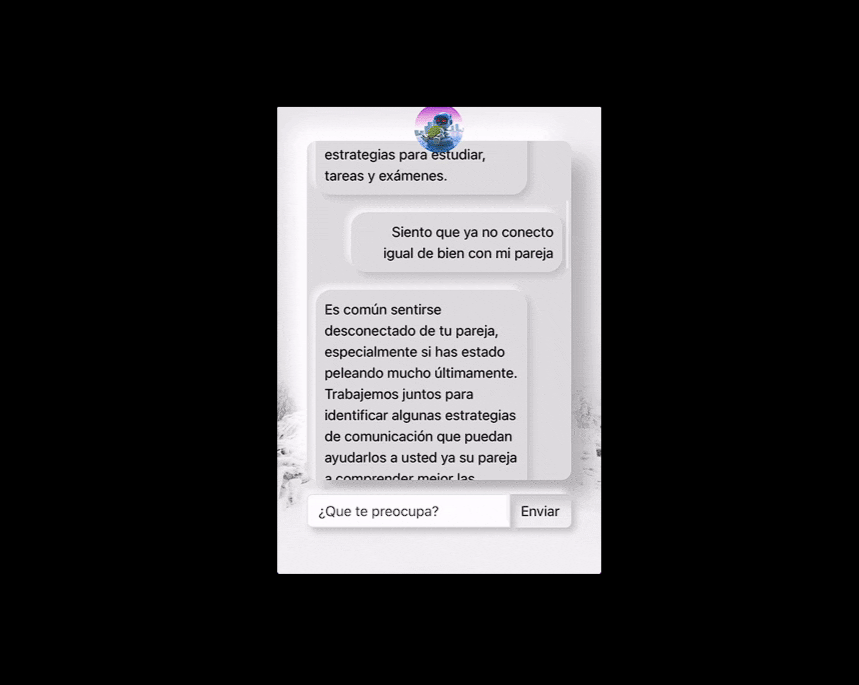 estrategias para estudiar,
tareas y exámenes.
Siento que ya no conecto
igual de bien con mi pareja
Es común sentirse
desconectado de tu pareja,
especialmente si has estado
peleando mucho últimamente.
Trabajemos juntos para
identificar algunas estrategias
de comunicación que puedan
ayudarlos a usted ya su pareja
a comprender mejor las
¿Que te preocupa?
Enviar